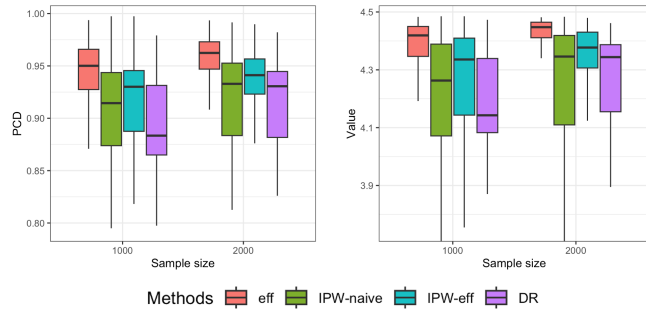 1.00
0.95
0.90
0.85
0.80
PCD
1000
2000
Sample size
4.5
4.3
4.1
3.9
Value
1000
2000
Sample size
Methods eff IPW-naive IPW-eff DR